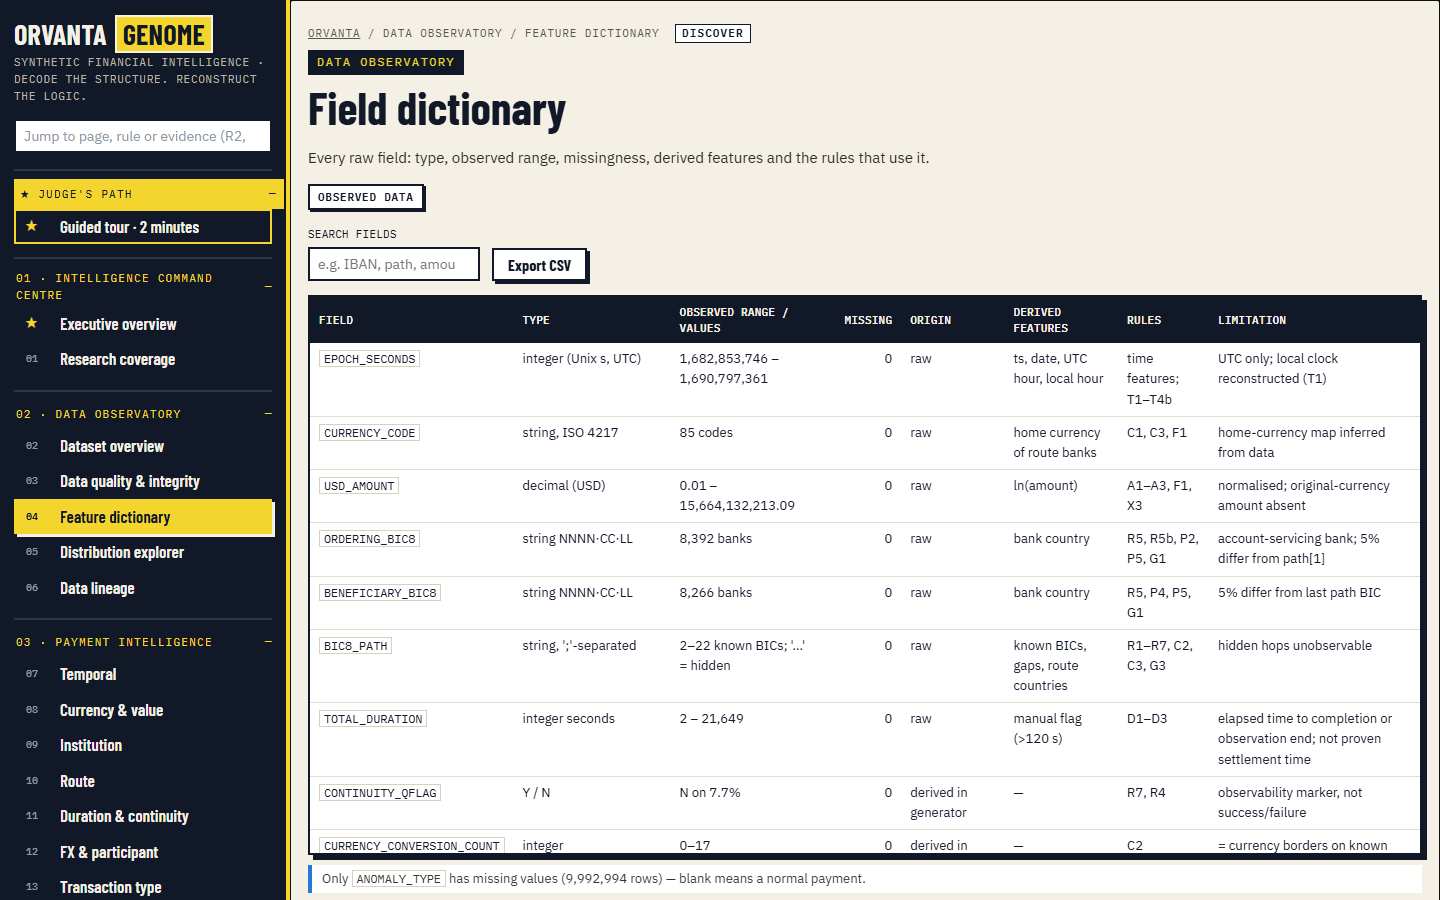 ORVANTA GENOME
SYNTHETIC FINANCIAL INTELLIGENCE ·
DECODE THE STRUCTURE. RECONSTRUCT
THE LOGIC.
Jump to page, rule or evidence (R2,
★ JUDGE'S PATH –
★ Guided tour · 2 minutes
01 · INTELLIGENCE COMMAND
CENTRE –
★ Executive overview
01 Research coverage
02 · DATA OBSERVATORY –
02 Dataset overview
03 Data quality & integrity
04 Feature dictionary
05 Distribution explorer
06 Data lineage
03 · PAYMENT INTELLIGENCE –
07 Temporal
08 Currency & value
09 Institution
10 Route
11 Duration & continuity
12 FX & participant
13 Transaction type
ORVANTA / DATA OBSERVATORY / FEATURE DICTIONARY DISCOVER
DATA OBSERVATORY
Field dictionary
Every raw field: type, observed range, missingness, derived features and the rules that use it.
OBSERVED DATA
SEARCH FIELDS
e.g. IBAN, path, amou Export CSV
FIELD TYPE OBSERVED RANGE / VALUES MISSING ORIGIN DERIVED FEATURES RULES LIMITATION
EPOCH_SECONDS integer (Unix s, UTC) 1,682,853,746 – 1,690,797,361 0 raw ts, date, UTC hour, local hour time features; T1–T4b UTC only; local clock reconstructed (T1)
CURRENCY_CODE string, ISO 4217 85 codes 0 raw home currency of route banks C1, C3, F1 home-currency map inferred from data
USD_AMOUNT decimal (USD) 0.01 – 15,664,132,213.09 0 raw ln(amount) A1–A3, F1, X3 normalised; original-currency amount absent
ORDERING_BIC8 string NNNN·CC·LL 8,392 banks 0 raw bank country R5, R5b, P2, P5, G1 account-servicing bank; 5% differ from path[1]
BENEFICIARY_BIC8 string NNNN·CC·LL 8,266 banks 0 raw bank country R5, P4, P5, G1 5% differ from last path BIC
BIC8_PATH string, ';'-separated 2–22 known BICs; '...' = hidden 0 raw known BICs, gaps, route countries R1–R7, C2, C3, G3 hidden hops unobservable
TOTAL_DURATION integer seconds 2 – 21,649 0 raw manual flag (>120 s) D1–D3 elapsed time to completion or observation end; not proven settlement time
CONTINUITY_QFLAG Y / N N on 7.7% 0 derived in generator — R7, R4 observability marker, not success/failure
CURRENCY_CONVERSION_COUNT integer 0–17 0 derived in — C2 = currency borders on known
Only ANOMALY_TYPE has missing values (9,992,994 rows) — blank means a normal payment.